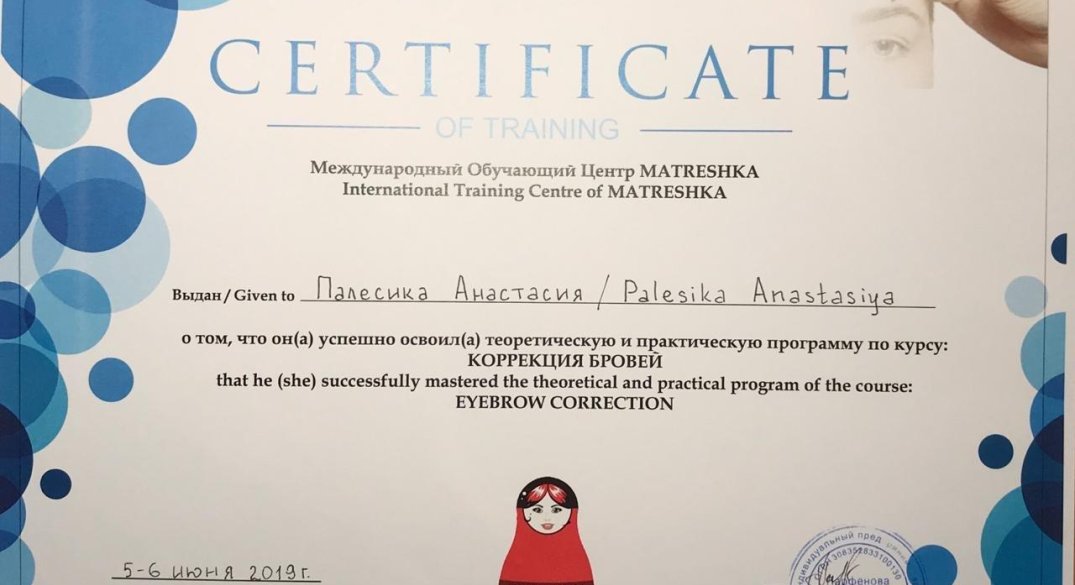 CERTIFICATE
OF TRAINING
Международный Обучающий Центр MATRESHKA
International Training Centre of MATRESHKA
Выдан / Given to Палесика Анастасия / Palesika Anastasiya
о том, что он(а) успешно освоил(а) теоретическую и практическую программу по курсу:
КОРРЕКЦИЯ БРОВЕЙ
that he (she) successfully mastered the theoretical and practical program of the course:
EYEBROW CORRECTION
5-6 июня 2019г.